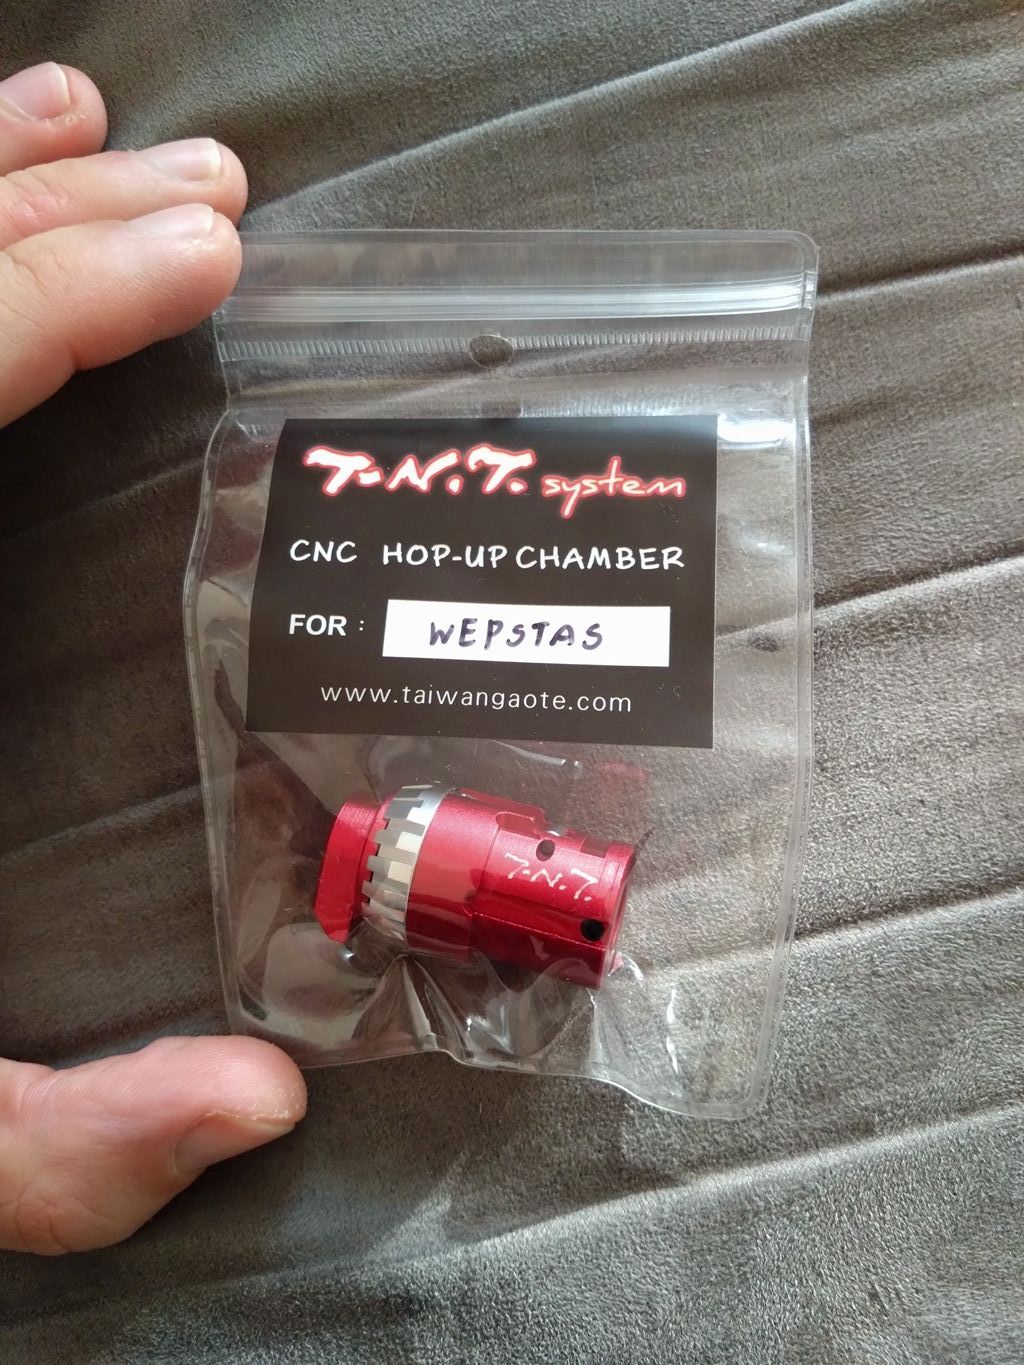 T.N.T. system
CNC HOP-UP CHAMBER
FOR : WEPSTAS
www.taiwangaote.com
T.N.T.